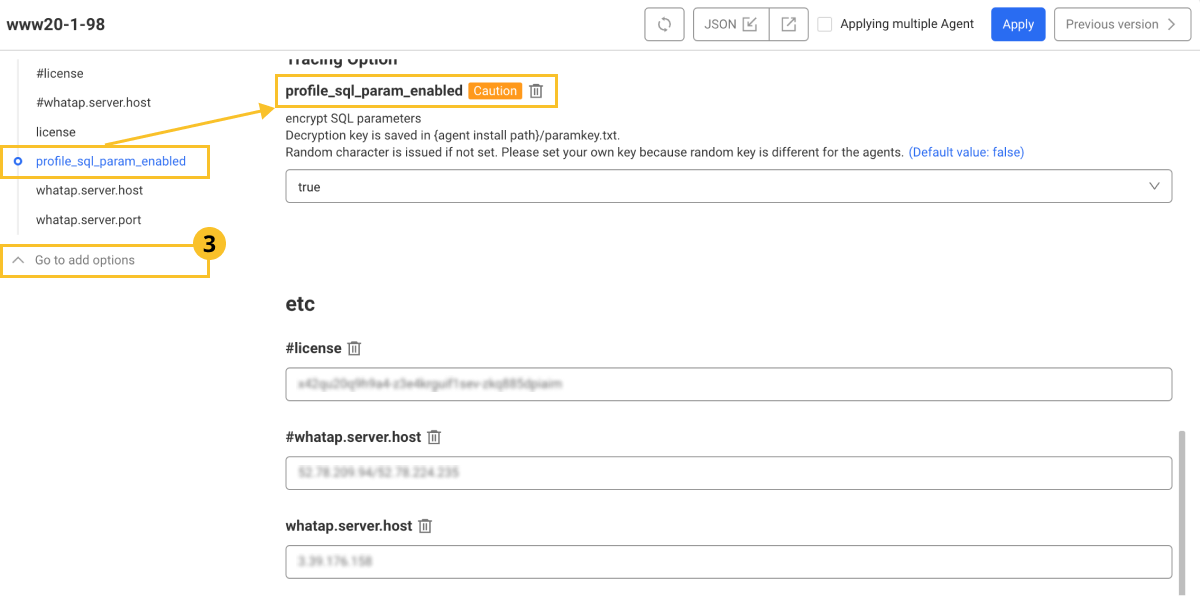 www20-1-98
JSON
Applying multiple Agent
Apply
Previous version
#license
#whatap.server.host
license
profile_sql_param_enabled
whatap.server.host
whatap.server.port
3
Go to add options
Tracing Option
profile_sql_param_enabled Caution
encrypt SQL parameters
Decryption key is saved in {agent install path}/paramkey.txt.
Random character is issued if not set. Please set your own key because random key is different for the agents. (Default value: false)
true
etc
#license
#whatap.server.host
whatap.server.host